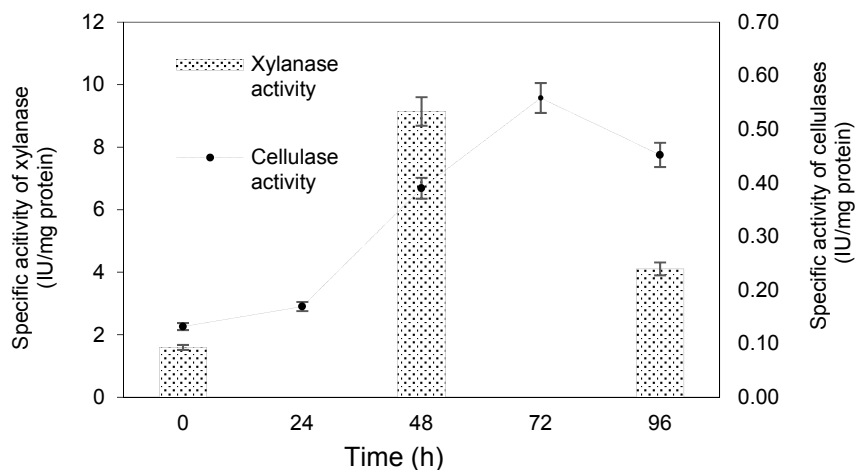 12
10
8
6
4
2
0
Specific acitivity of xylanase
(IU/mg protein)
Xylanase
activity
Cellulase
activity
0.70
0.60
0.50
0.40
0.30
0.20
0.10
0.00
Specific activity of cellulases
(IU/mg protein)
0 24 48 72 96
Time (h)